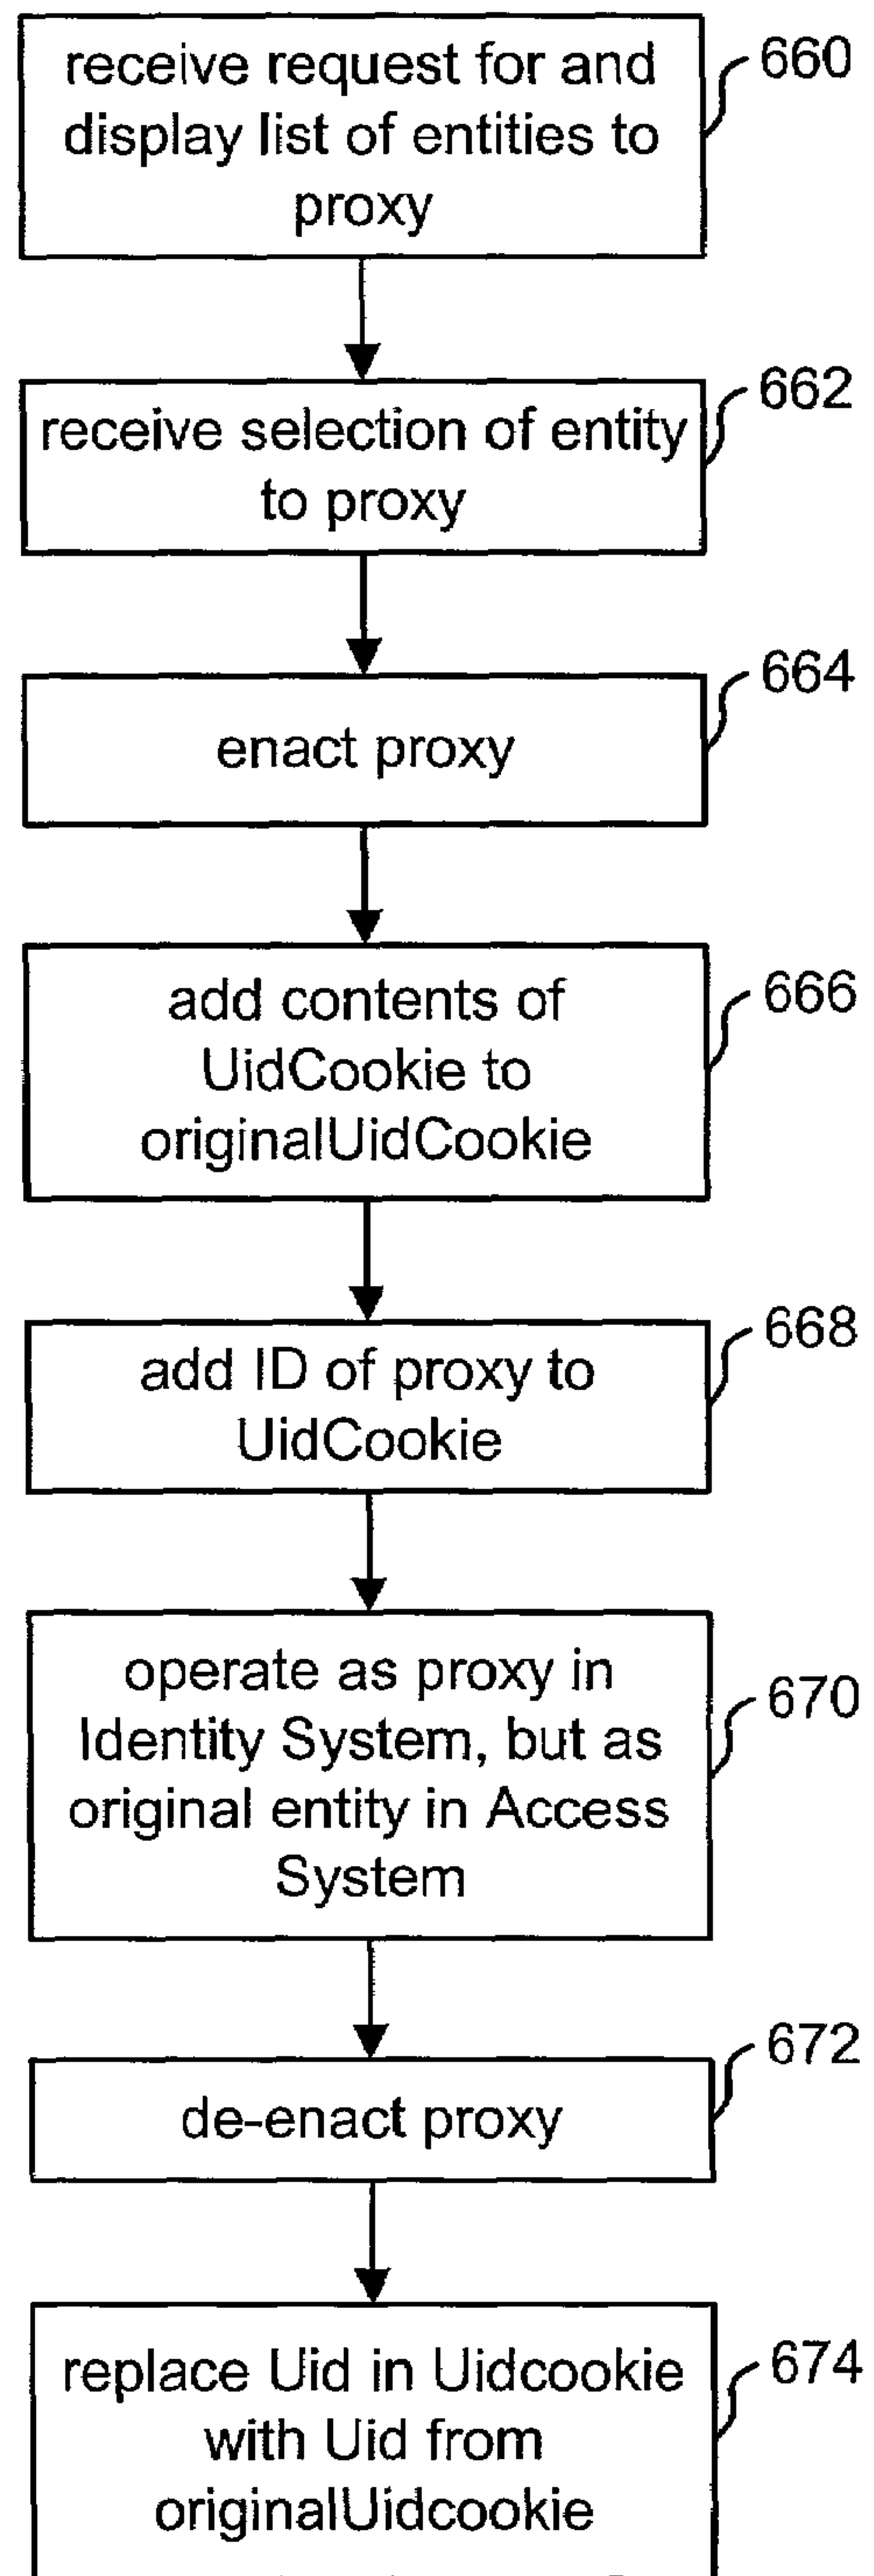 receive request for and
display list of entities to
proxy
660
receive selection of entity
to proxy
662
enact proxy
664
add contents of
UidCookie to
originalUidCookie
666
add ID of proxy to
UidCookie
668
operate as proxy in
Identity System, but as
original entity in Access
System
670
de-enact proxy
672
replace Uid in Uidcookie
with Uid from
originalUidcookie
674